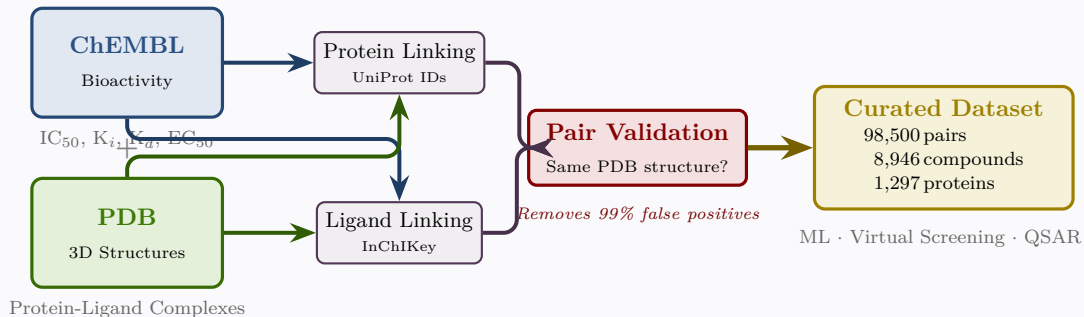 ChEMBL
Bioactivity
IC50, Ki, Kd, EC50
+
PDB
3D Structures
Protein-Ligand Complexes
Protein Linking
UniProt IDs
Ligand Linking
InChIKey
Pair Validation
Same PDB structure?
Removes 99% false positives
Curated Dataset
98,500 pairs
8,946 compounds
1,297 proteins
ML · Virtual Screening · QSAR